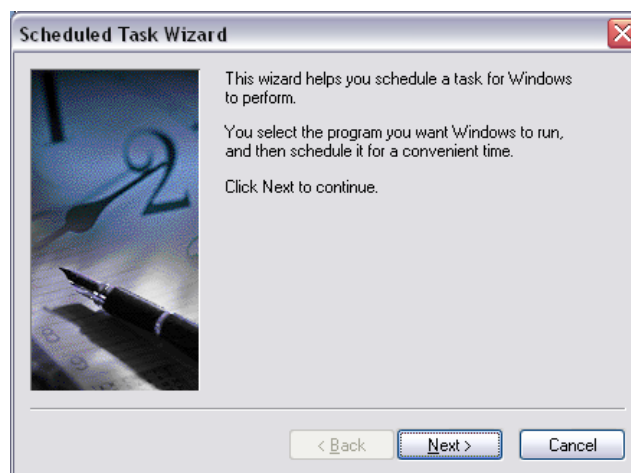 Scheduled Task Wizard
This wizard helps you schedule a task for Windows
to perform.
You select the program you want Windows to run,
and then schedule it for a convenient time.
Click Next to continue.
2
< Back
Next >
Cancel